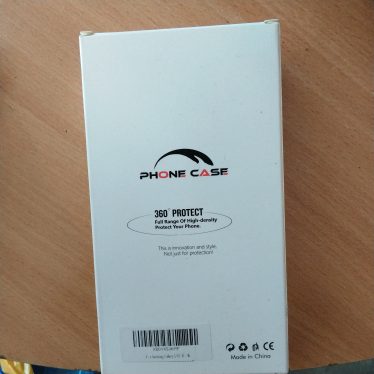 PHONE CASE
360° PROTECT
Full Range Of High-density
Protect Your Phone.
This is innovation and style,
Not just for protection!
CE
Made in China